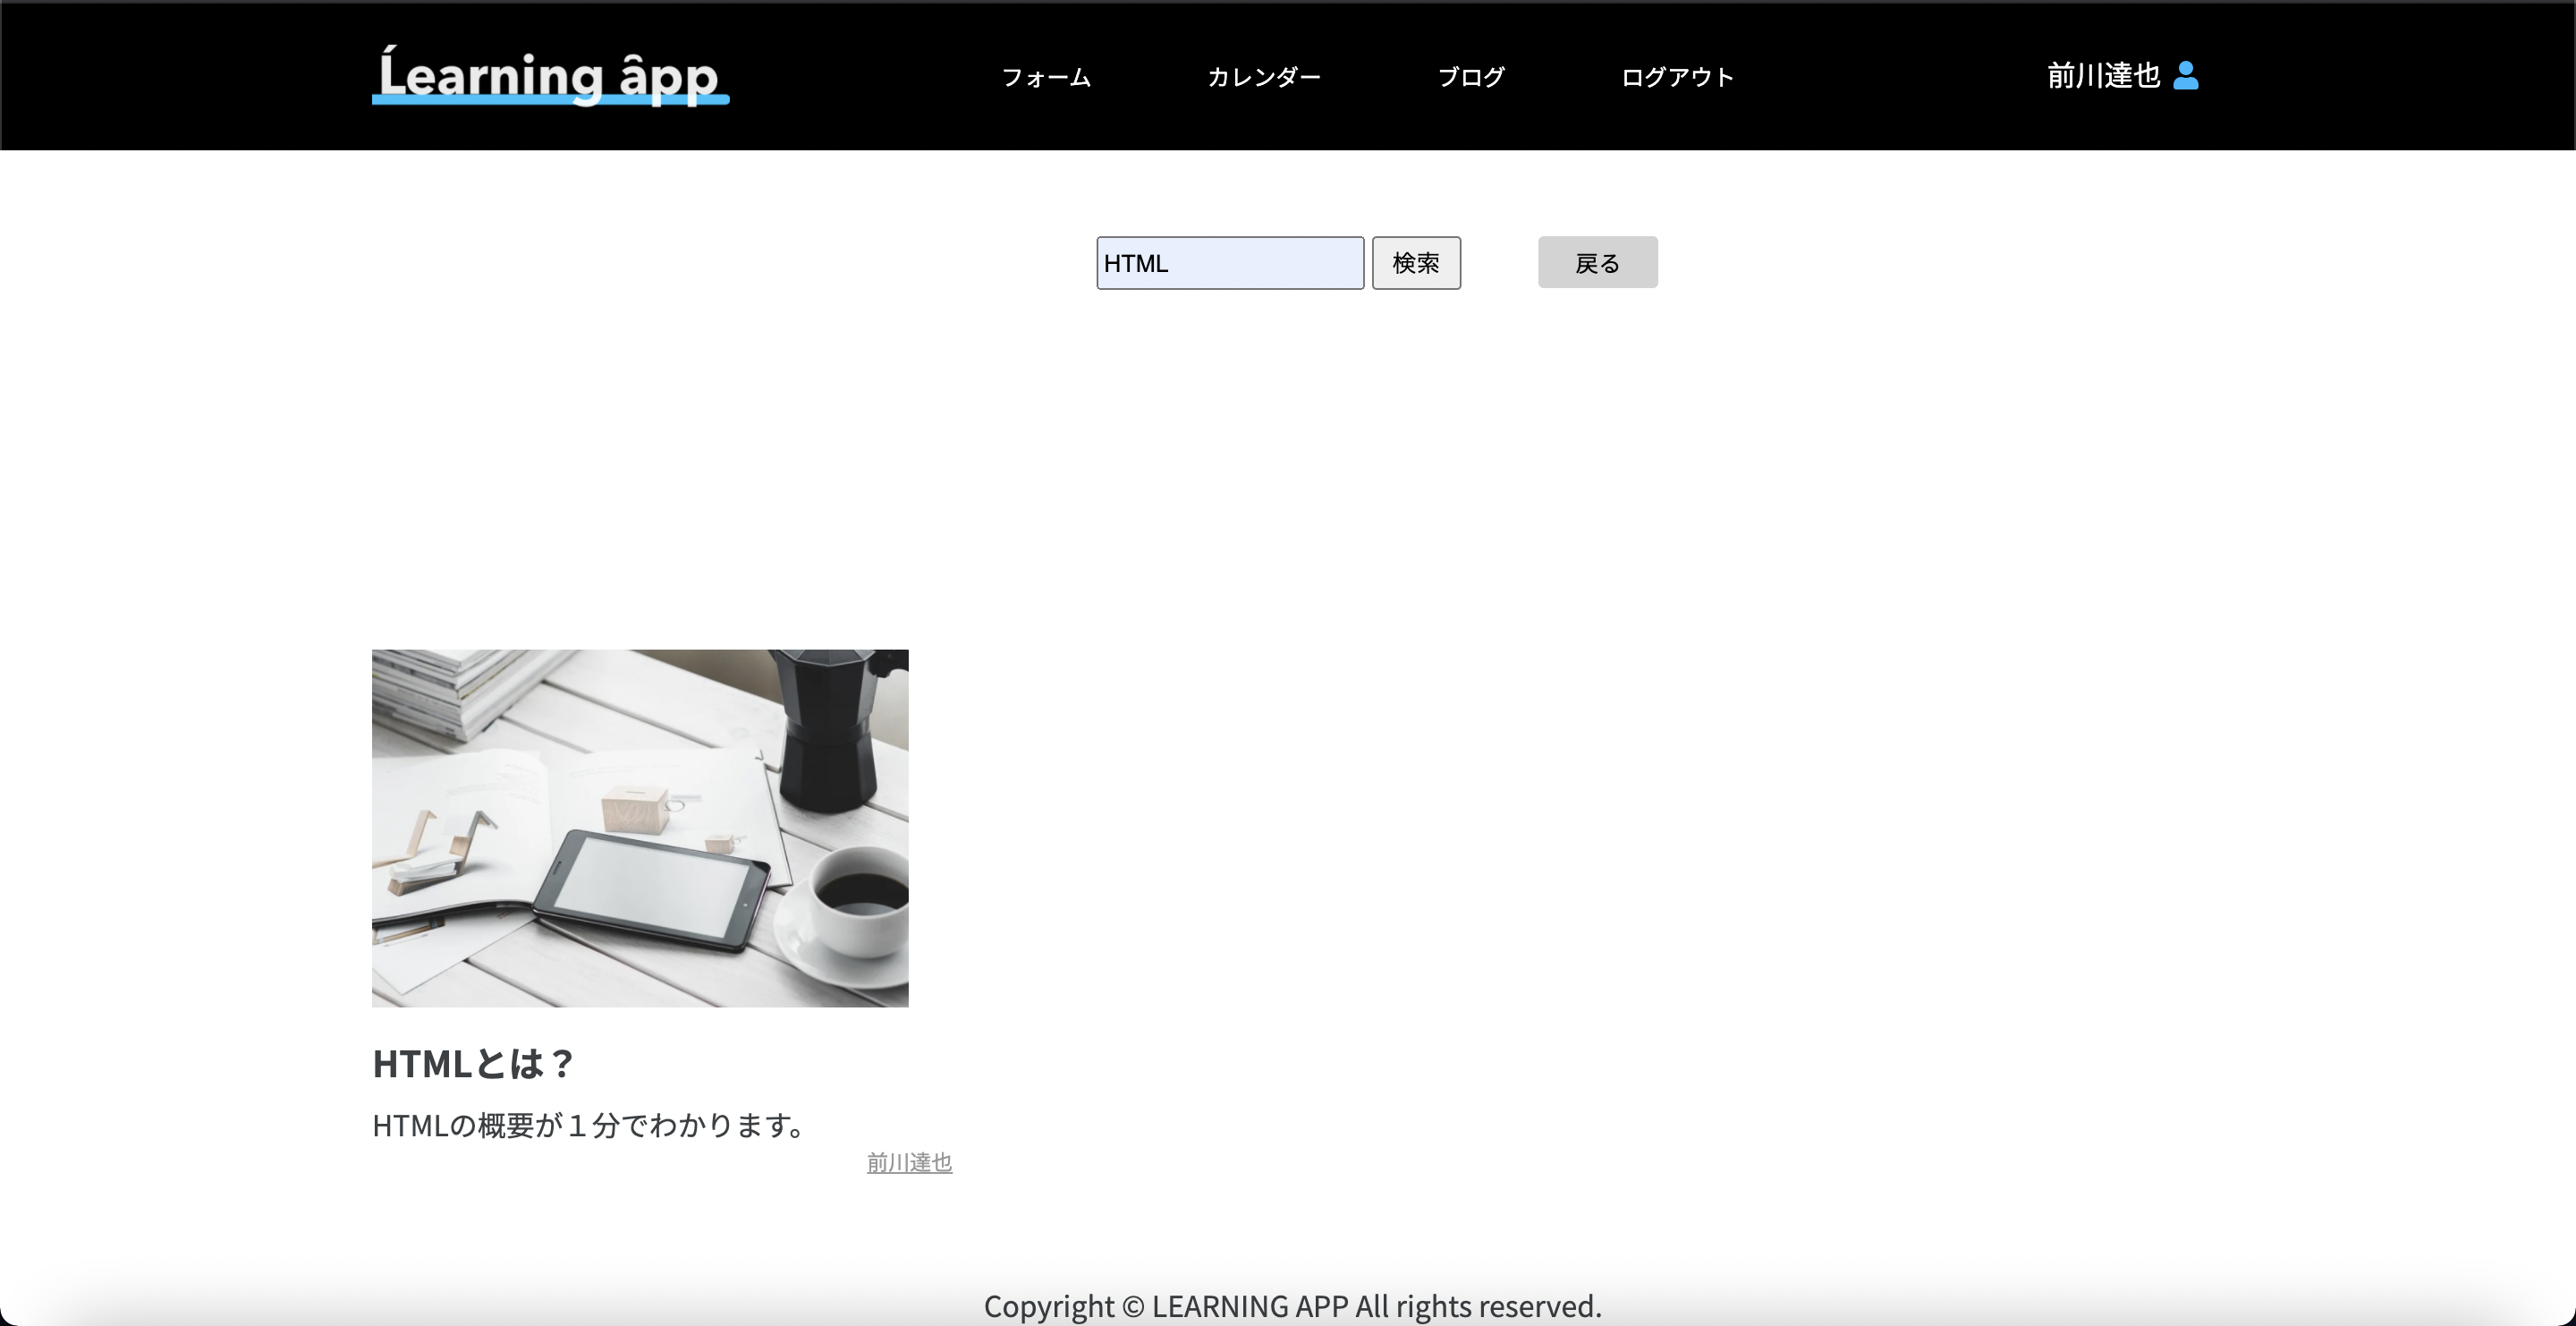 Ĺearning âpp
フォーム カレンダー ブログ ログアウト 前川達也
HTML 検索 戻る
HTMLとは？
HTMLの概要が１分でわかります。
前川達也
Copyright © LEARNING APP All rights reserved.